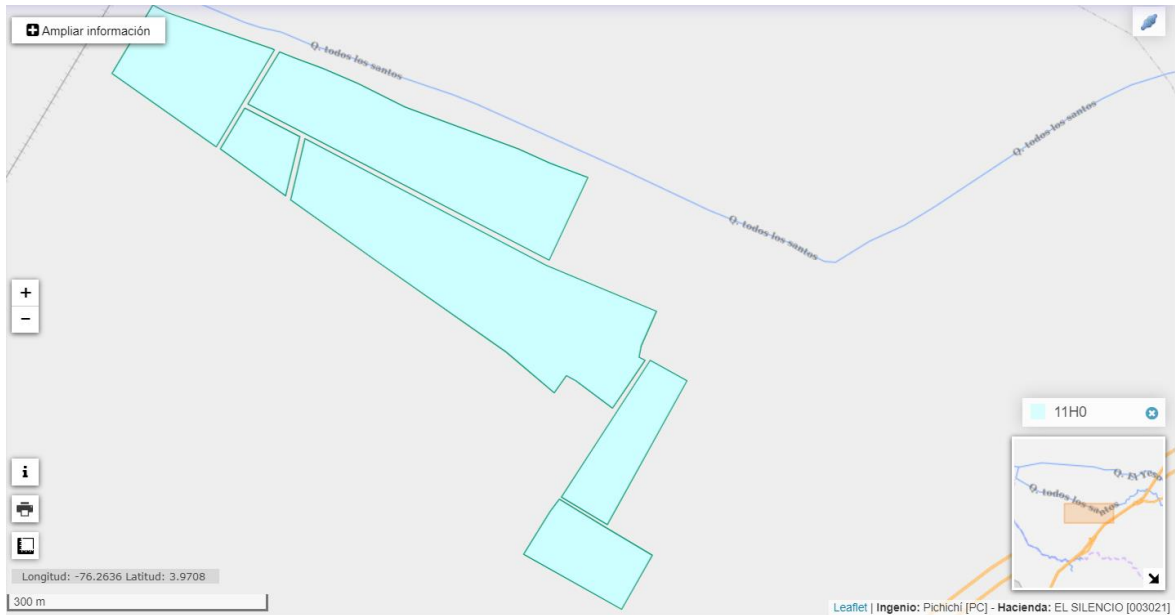 Ampliar información
Q. todos los santos
Q. todos los santos
Q. todos los santos
+
−
11H0
Q. El Yeso
Q. todos los santos
i
Longitud: -76.2636 Latitud: 3.9708
300 m
Leaflet | Ingenio: Pichichí [PC] - Hacienda: EL SILENCIO [003021]